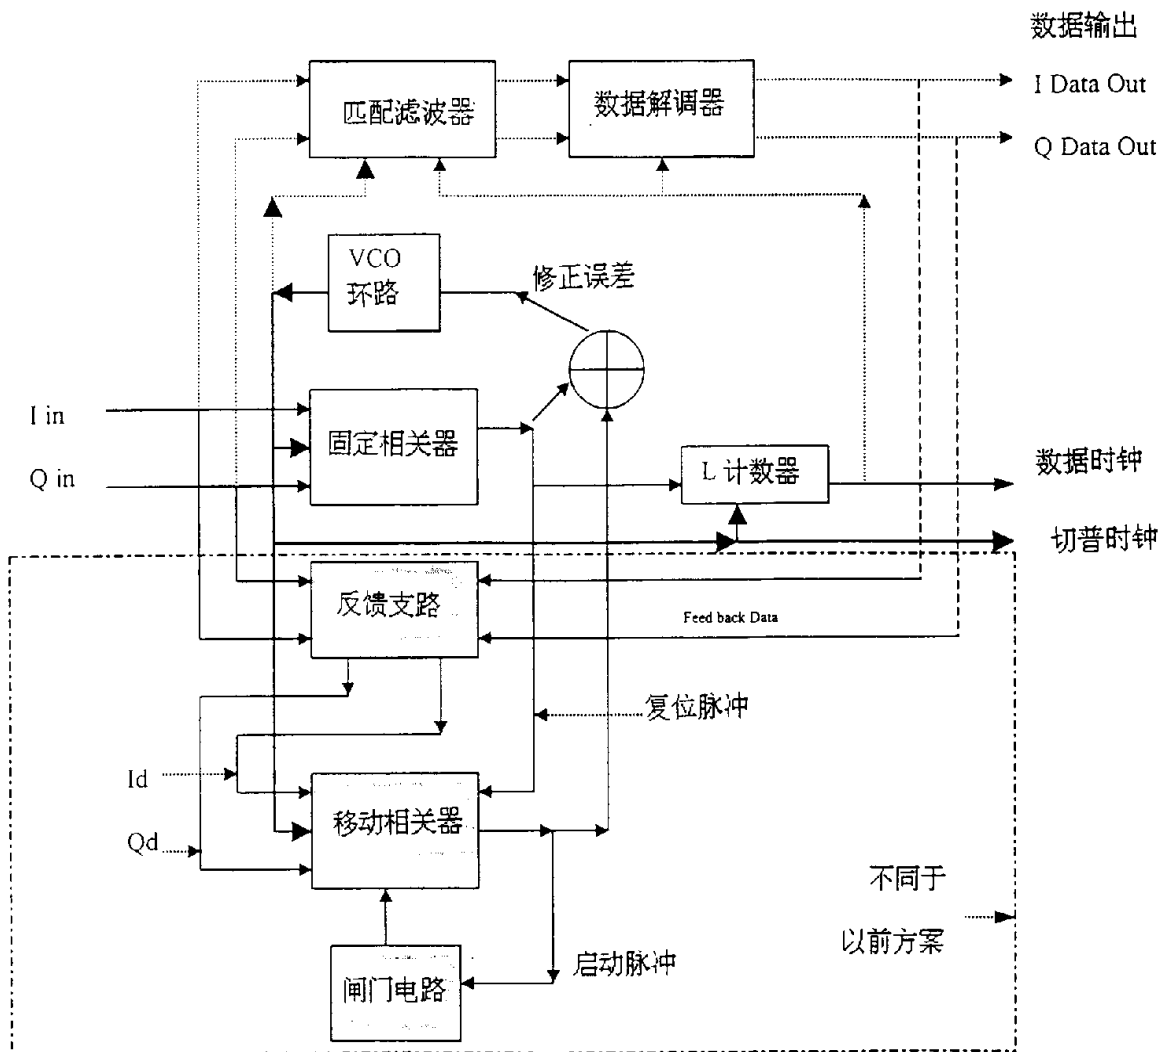 数据输出
匹配滤波器
数据解调器
I Data Out
Q Data Out
VCO
环路
修正误差
I in
固定相关器
Q in
L 计数器
数据时钟
切普时钟
反馈支路
Feed back Data
复位脉冲
Id
移动相关器
Qd
不同于
以前方案
启动脉冲
闸门电路